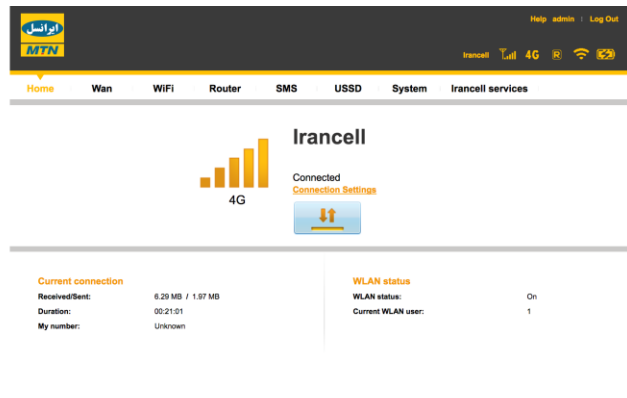 ایرانسل
MTN
Help admin | Log Out
Irancell 4G R
Home Wan WiFi Router SMS USSD System Irancell services
Irancell
Connected
Connection Settings
4G
Current connection
Received/Sent: 6.29 MB / 1.97 MB
Duration: 00:21:01
My number: Unknown
WLAN status
WLAN status: On
Current WLAN user: 1